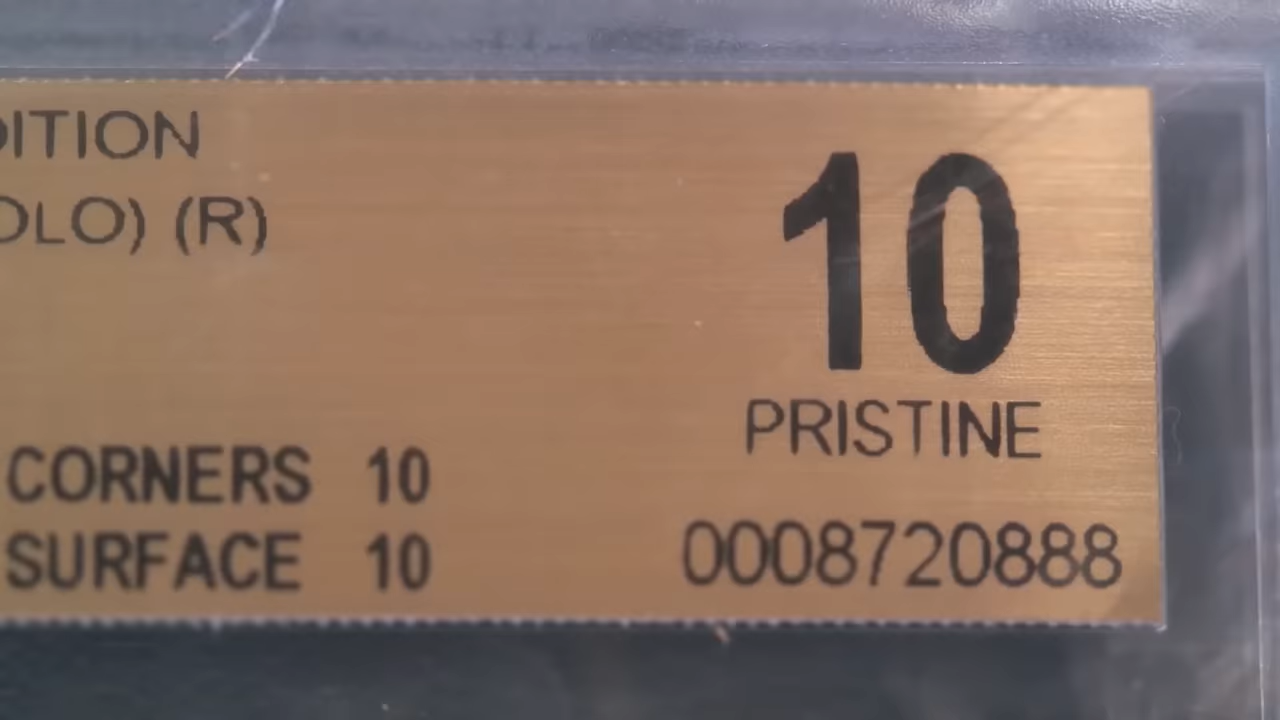 DITION
OLO) (R)
10
PRISTINE
CORNERS 10
SURFACE 10
0008720888